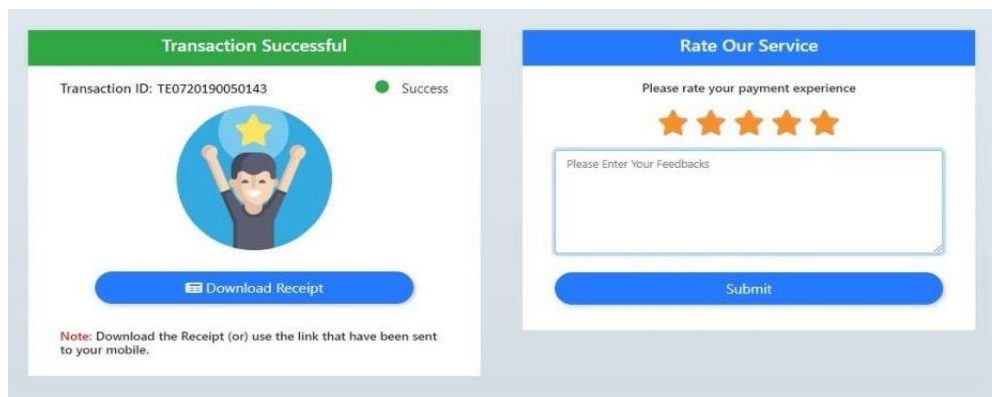 Transaction Successful
Transaction ID: TE0720190050143
Success
Download Receipt
Note: Download the Receipt (or) use the link that have been sent
to your mobile.
Rate Our Service
Please rate your payment experience
Please Enter Your Feedbacks
Submit